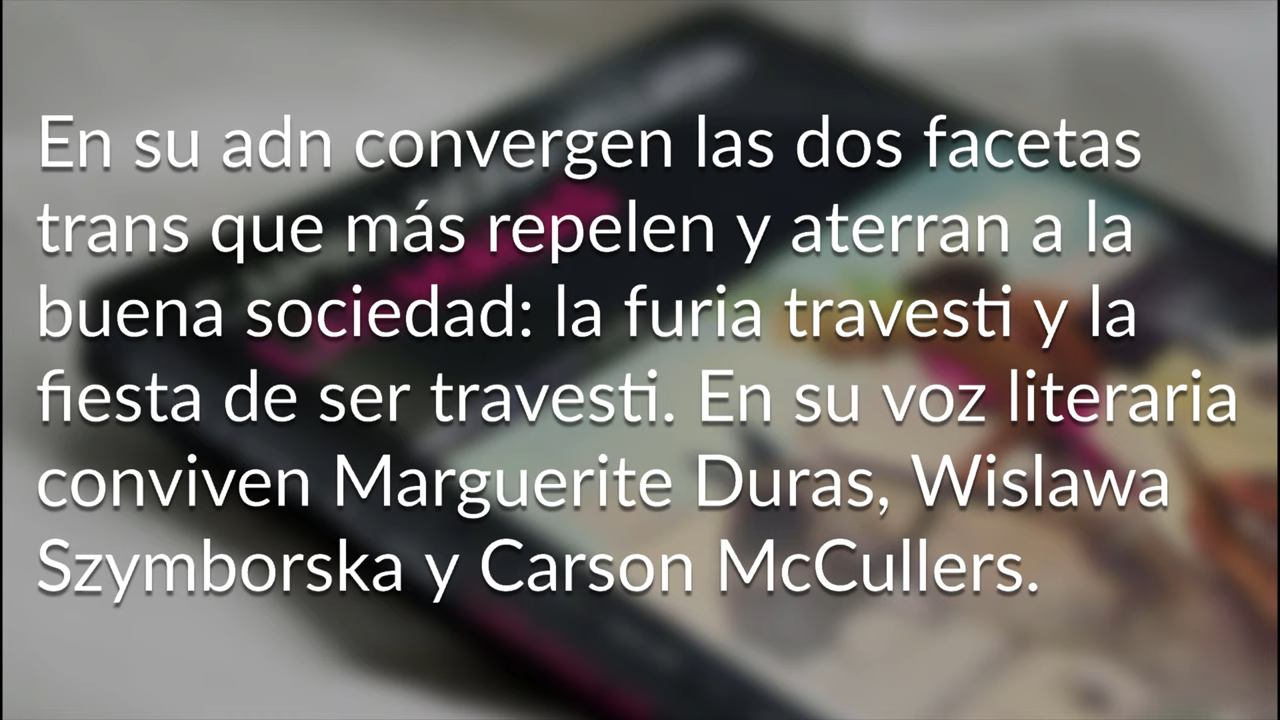 En su adn convergen las dos facetas
trans que más repelen y aterran a la
buena sociedad: la furia travesti y la
fiesta de ser travesti. En su voz literaria
conviven Marguerite Duras, Wislawa
Szymborska y Carson McCullers.